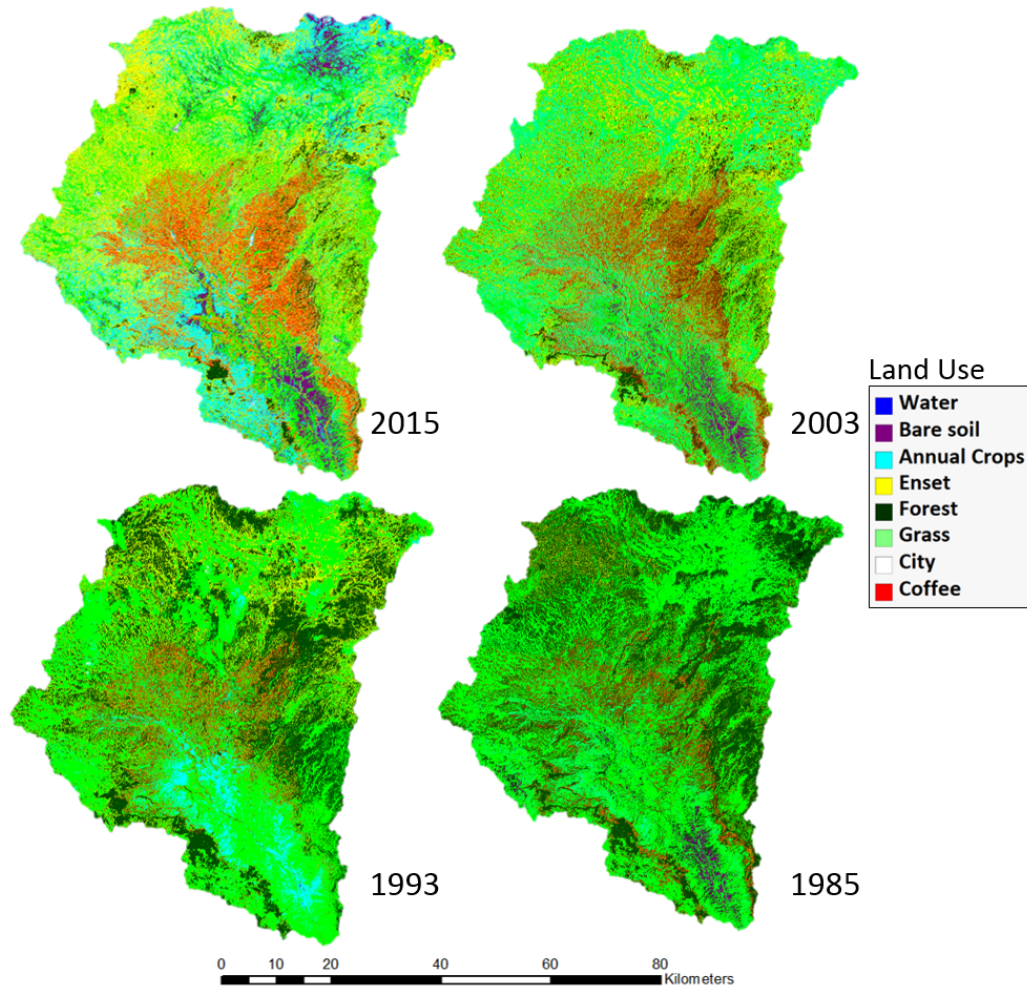 2015
2003
Land Use
Water
Bare soil
Annual Crops
Enset
Forest
Grass
City
Coffee
1993
1985
0 10 20 40 60 80
Kilometers